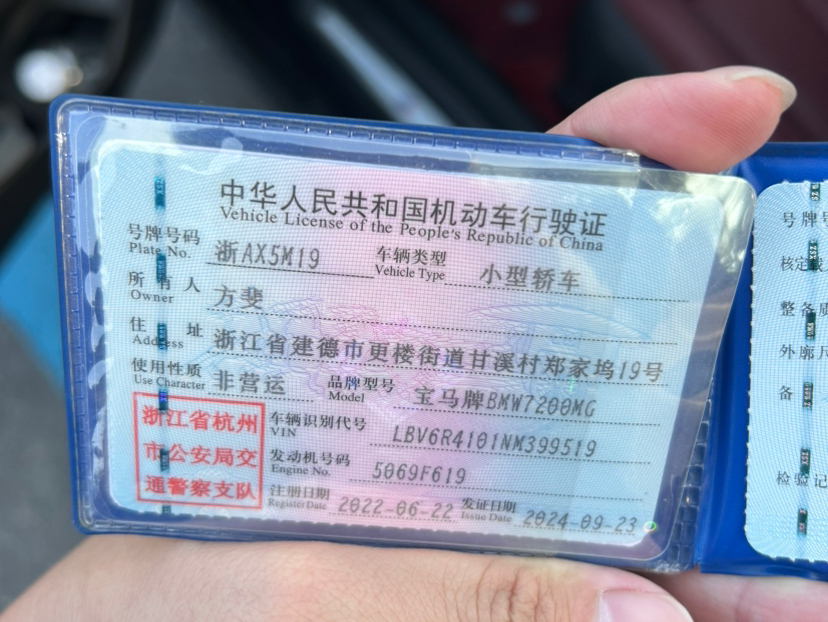 中华人民共和国机动车行驶证
Vehicle License of the People's Republic of China
号牌号码 浙AX5M19 车辆类型 小型轿车
Plate No. Vehicle Type
所有人 方斐
Owner
住址 浙江省建德市更楼街道甘溪村郑家坞19号
Address
使用性质 非营运 品牌型号 宝马牌BMW7200MG
Use Character Model
浙江省杭州
市公安局交
通警察支队
车辆识别代号 LBV6R4101NM399519
VIN
发动机号码 5069F619
Engine No.
注册日期 2022-06-22 发证日期 2024-09-23
Register Date Issue Date
号牌
核定
整备质
外廓尺
备
检验记